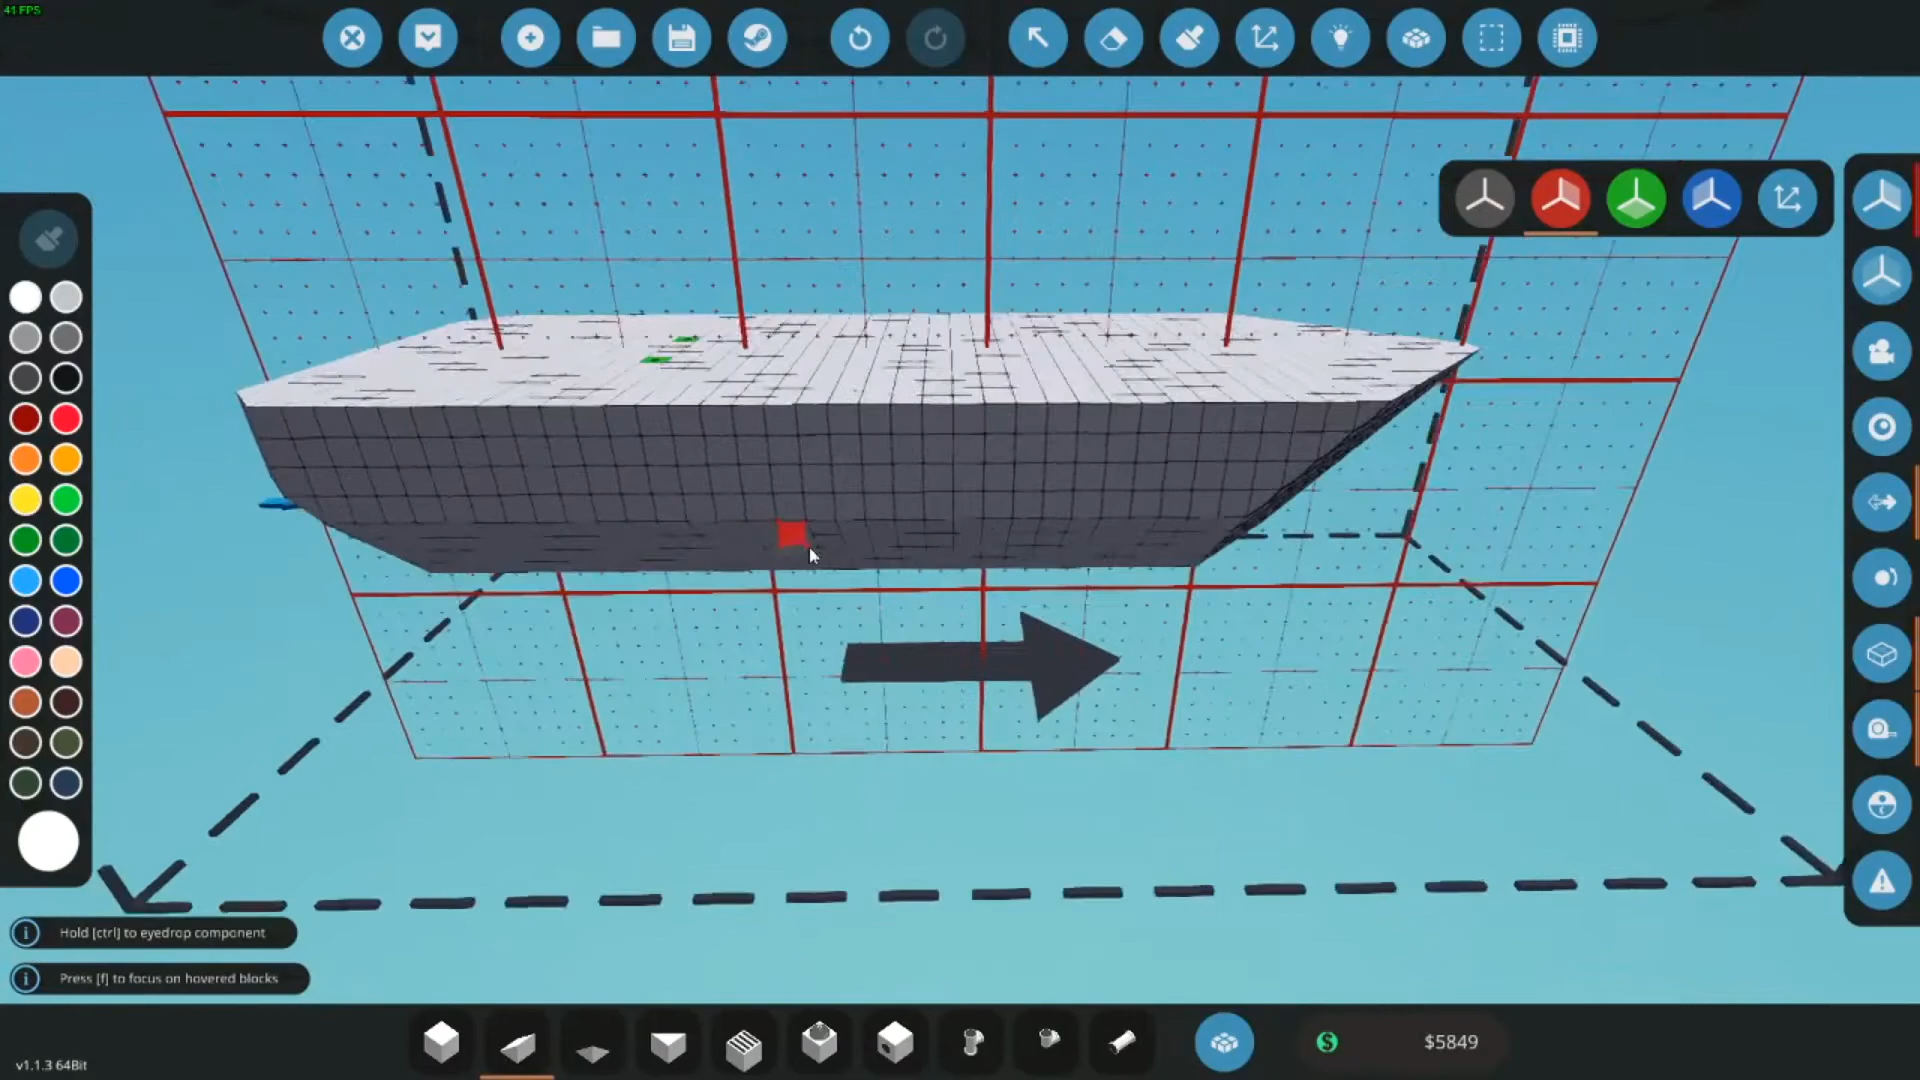 41 FPS
Hold [ctrl] to eyedrop component
Press [f] to focus on hovered blocks
v1.1.3 64Bit
$5849